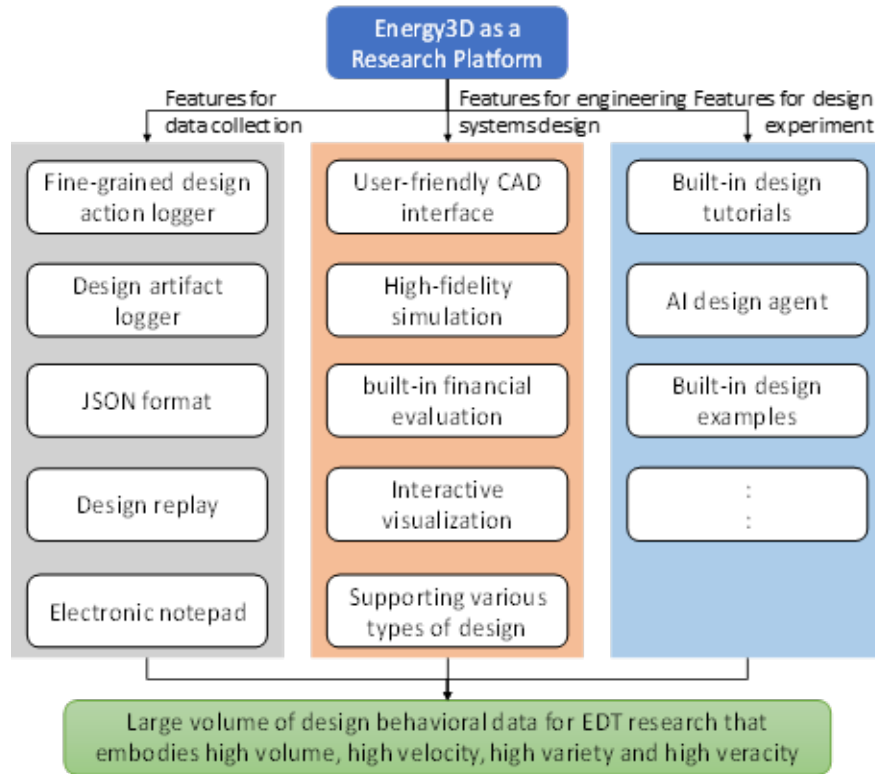 Energy3D as a
Research Platform
Features for
data collection
Features for engineering
systems design
Features for design
experiment
Fine-grained design
action logger
Design artifact
logger
JSON format
Design replay
Electronic notepad
User-friendly CAD
interface
High-fidelity
simulation
built-in financial
evaluation
Interactive
visualization
Supporting various
types of design
Built-in design
tutorials
AI design agent
Built-in design
examples
:
:
Large volume of design behavioral data for EDT research that
embodies high volume, high velocity, high variety and high veracity